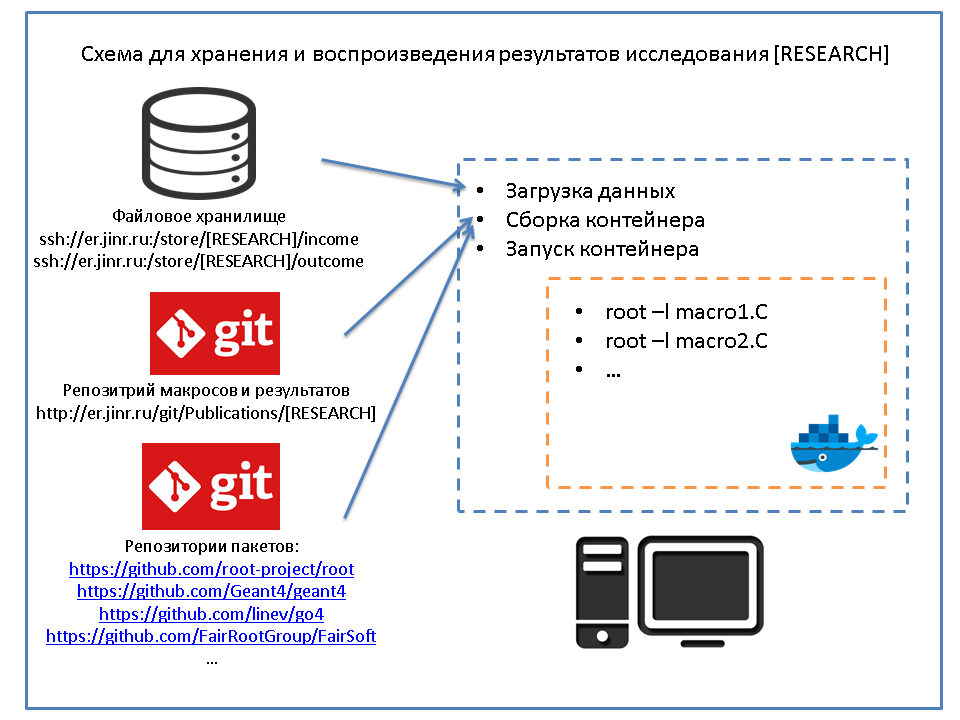 Схема для хранения и воспроизведения результатов исследования [RESEARCH]
Файловое хранилище
ssh://er.jinr.ru:/store/[RESEARCH]/income
ssh://er.jinr.ru:/store/[RESEARCH]/outcome
git
Репозитрий макросов и результатов
http://er.jinr.ru/git/Publications/[RESEARCH]
git
Репозитории пакетов:
https://github.com/root-project/root
https://github.com/Geant4/geant4
https://github.com/linev/go4
https://github.com/FairRootGroup/FairSoft
...
• Загрузка данных
• Сборка контейнера
• Запуск контейнера
• root –l macro1.C
• root –l macro2.C
• ...